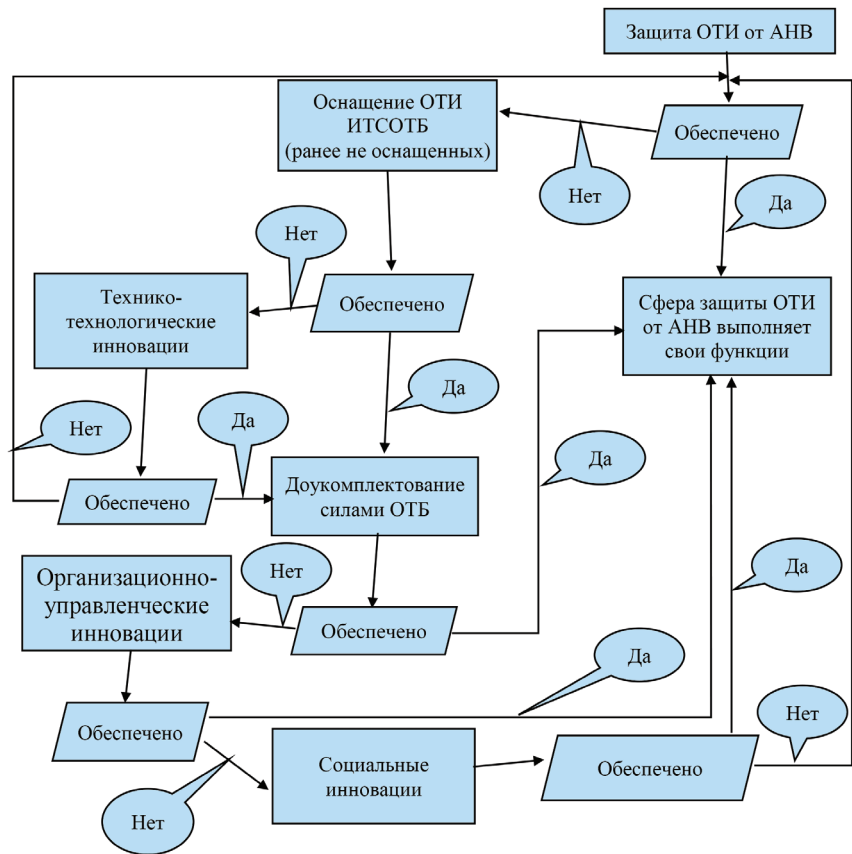 Защита ОТИ от АНВ
Обеспечено
Нет
Да
Оснащение ОТИ
ИТСОТБ
(ранее не оснащенных)
Сфера защиты ОТИ
от АНВ выполняет
свои функции
Нет
Обеспечено
Технико-
технологические
инновации
Да
Нет
Да
Обеспечено
Доукомплектование
силами ОТБ
Да
Организационно-
управленческие
инновации
Нет
Обеспечено
Да
Да
Обеспечено
Нет
Социальные
инновации
Обеспечено
Нет